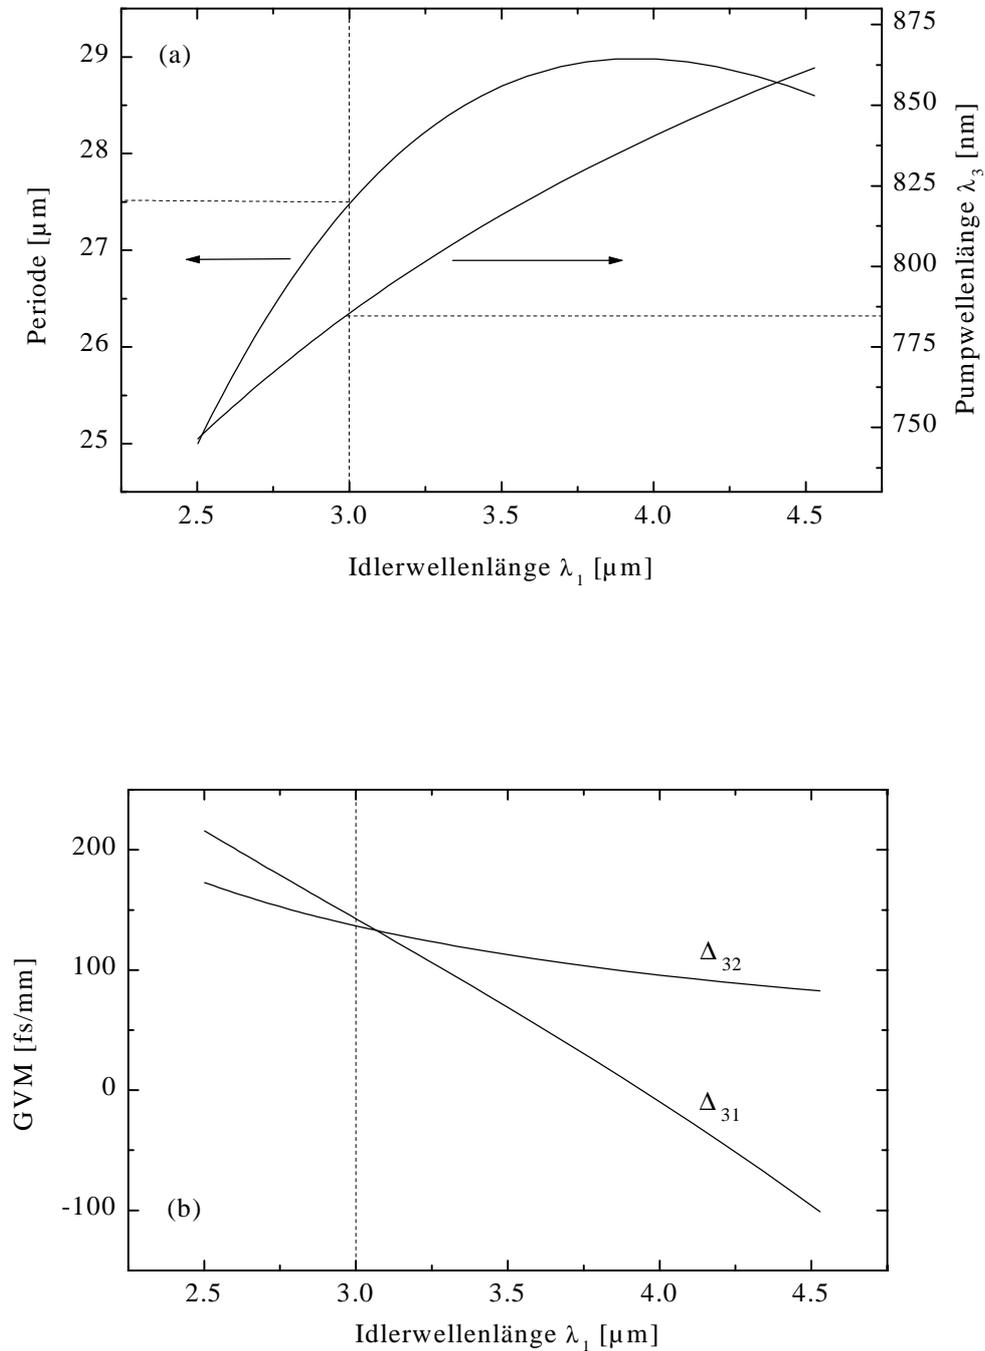 (a)
29
28
27
26
25
Periode [µm]
875
850
825
800
775
750
Pumpwellenlänge λ3 [nm]
2.5 3.0 3.5 4.0 4.5
Idlerwellenlänge λ1 [µm]
200
100
0
-100
GVM [fs/mm]
Δ32
Δ31
(b)
2.5 3.0 3.5 4.0 4.5
Idlerwellenlänge λ1 [µm]